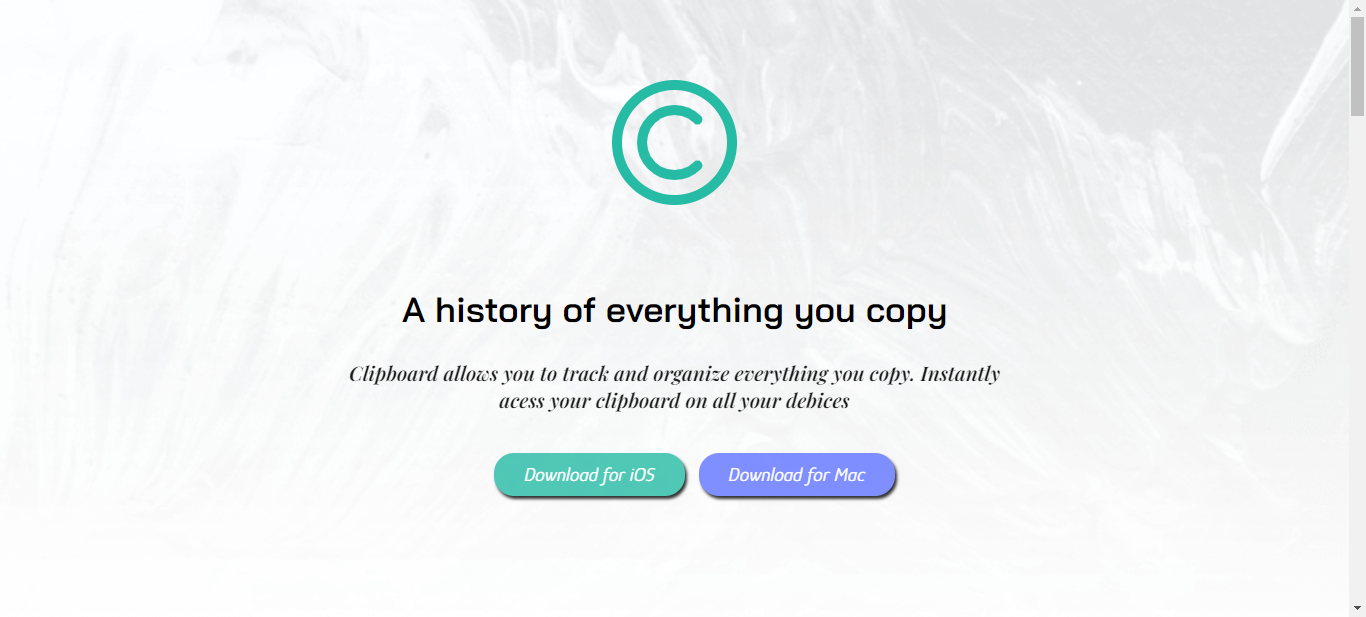 A history of everything you copy
Clipboard allows you to track and organize everything you copy. Instantly
acess your clipboard on all your debices
Download for iOS
Download for Mac